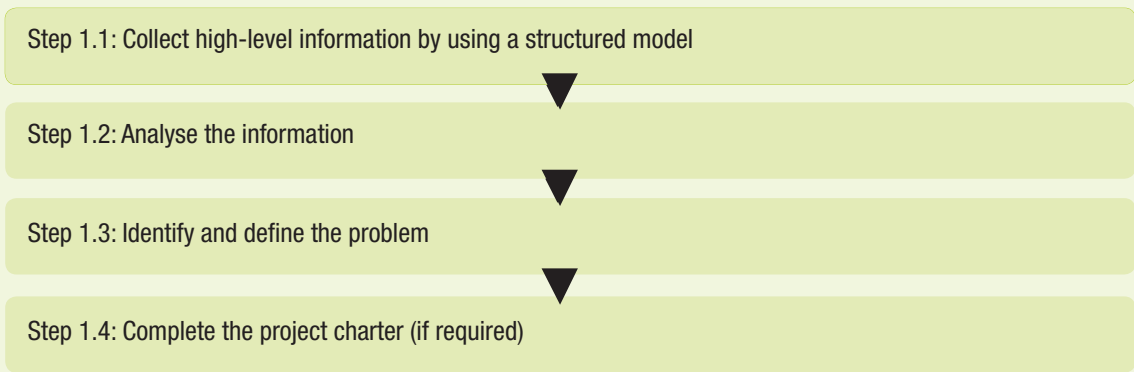 Step 1.1: Collect high-level information by using a structured model
Step 1.2: Analyse the information
Step 1.3: Identify and define the problem
Step 1.4: Complete the project charter (if required)